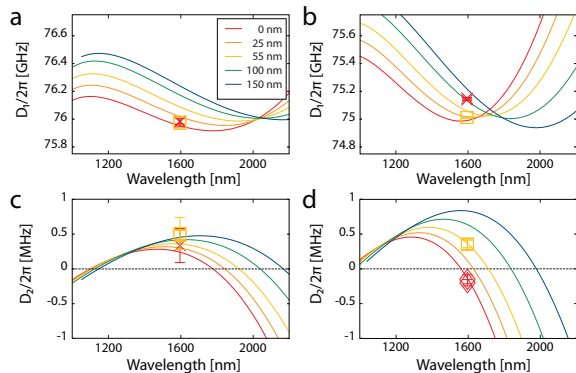 a
76.6
76.4
76.2
76
75.8
D₁/2π [GHz]
0 nm
25 nm
55 nm
100 nm
150 nm
1200
1600
2000
Wavelength [nm]
b
75.6
75.4
75.2
75
74.8
D₁/2π [GHz]
1200
1600
2000
Wavelength [nm]
c
1
0.5
0
0.5
-1
D₂/2π [MHz]
1200
1600
2000
Wavelength [nm]
d
1
0.5
0
0.5
-1
D₂/2π [MHz]
1200
1600
2000
Wavelength [nm]